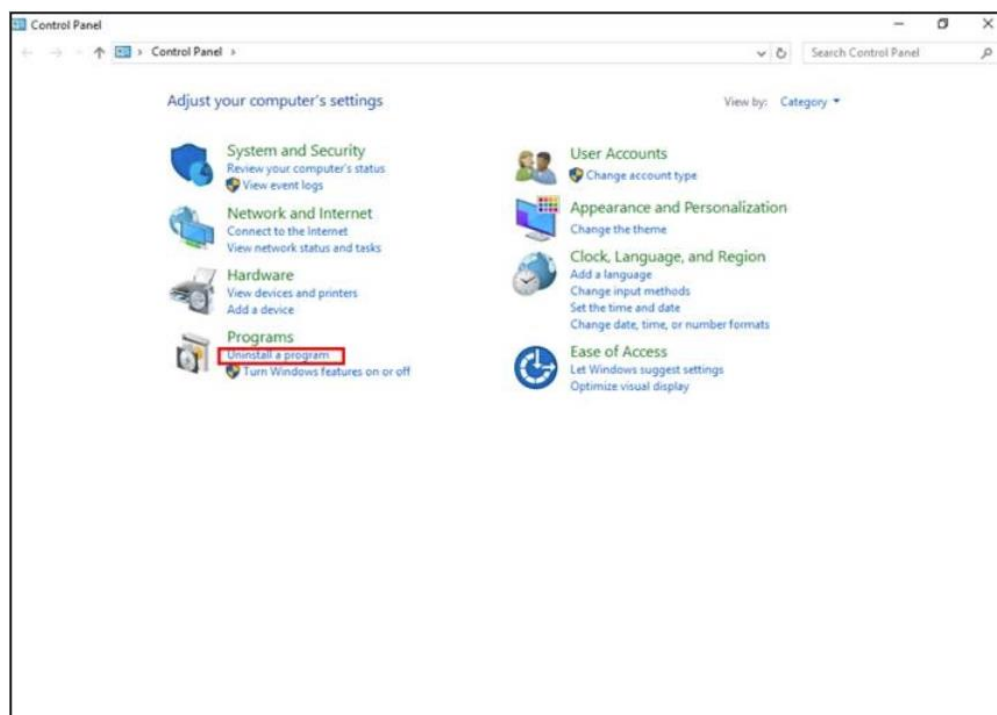 Control Panel
Control Panel
Search Control Panel
Adjust your computer's settings
View by: Category
System and Security
Review your computer's status
View event logs
Network and Internet
Connect to the Internet
View network status and tasks
Hardware
View devices and printers
Add a device
Programs
Uninstall a program
Turn Windows features on or off
User Accounts
Change account type
Appearance and Personalization
Change the theme
Clock, Language, and Region
Add a language
Change input methods
Set the time and date
Change date, time, or number formats
Ease of Access
Let Windows suggest settings
Optimize visual display